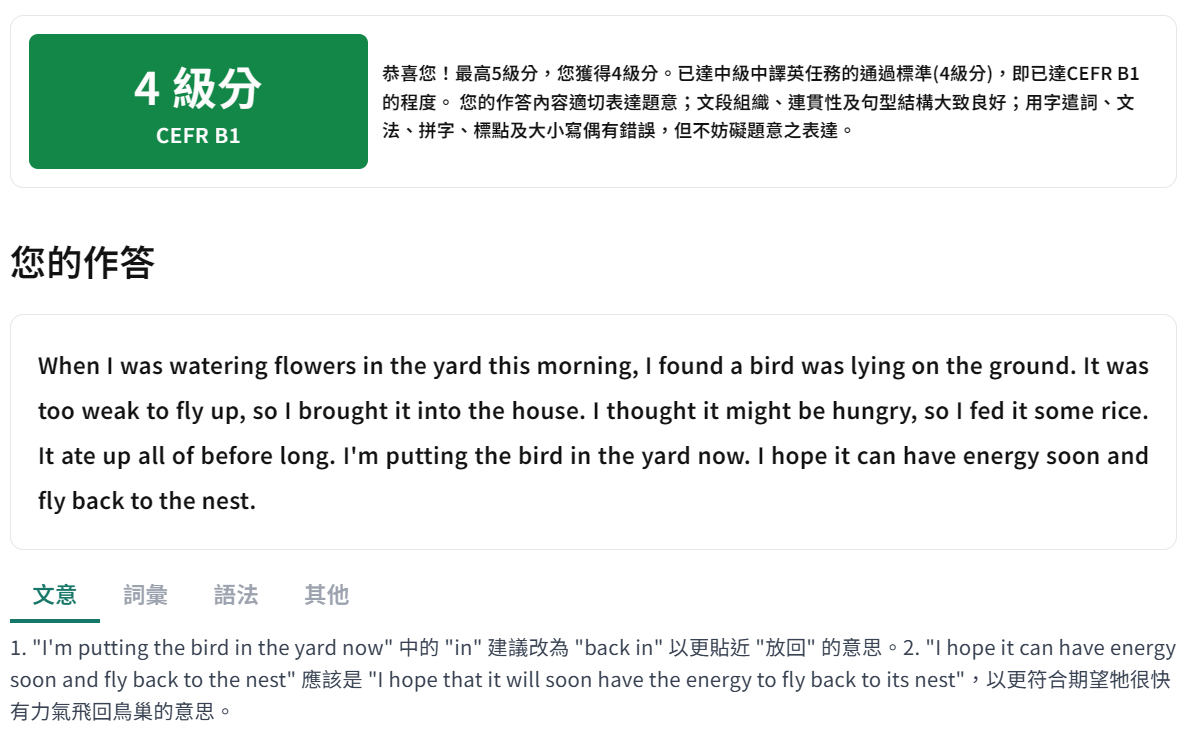 4 級分
CEFR B1
恭喜您！最高5級分，您獲得4級分。已達中級中譯英任務的通過標準(4級分)，即已達CEFR B1
的程度。 您的作答內容適切表達題意；文段組織、連貫性及句型結構大致良好；用字遣詞、文
法、拼字、標點及大小寫偶有錯誤，但不妨礙題意之表達。
您的作答
When I was watering flowers in the yard this morning, I found a bird was lying on the ground. It was
too weak to fly up, so I brought it into the house. I thought it might be hungry, so I fed it some rice.
It ate up all of before long. I'm putting the bird in the yard now. I hope it can have energy soon and
fly back to the nest.
文意 詞彙 語法 其他
1. "I'm putting the bird in the yard now" 中的 "in" 建議改為 "back in" 以更貼近 "放回" 的意思。2. "I hope it can have energy
soon and fly back to the nest" 應該是 "I hope that it will soon have the energy to fly back to its nest"，以更符合期望牠很快
有力氣飛回鳥巢的意思。